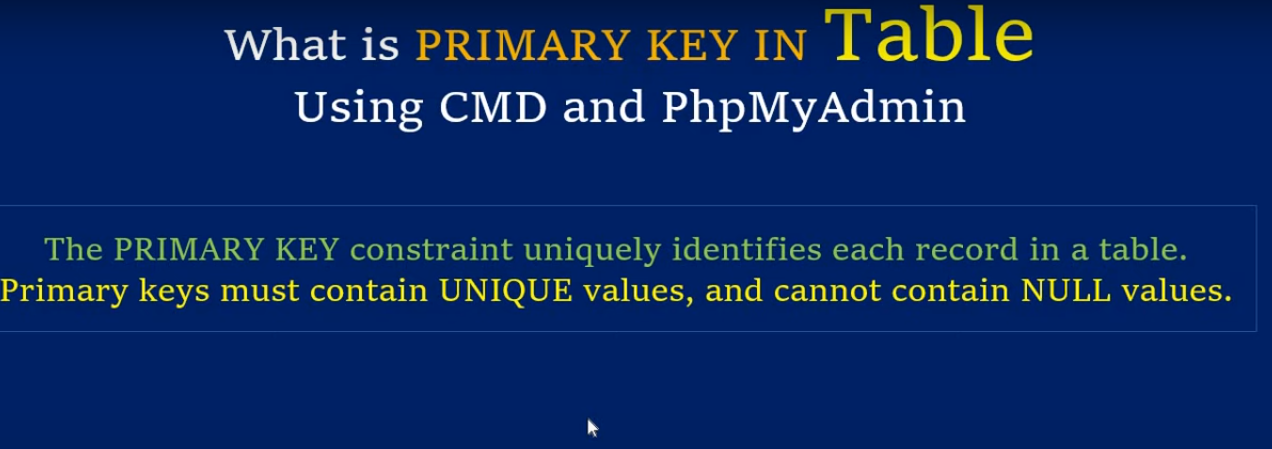 What is PRIMARY KEY IN Table
Using CMD and PhpMyAdmin
The PRIMARY KEY constraint uniquely identifies each record in a table.
Primary keys must contain UNIQUE values, and cannot contain NULL values.